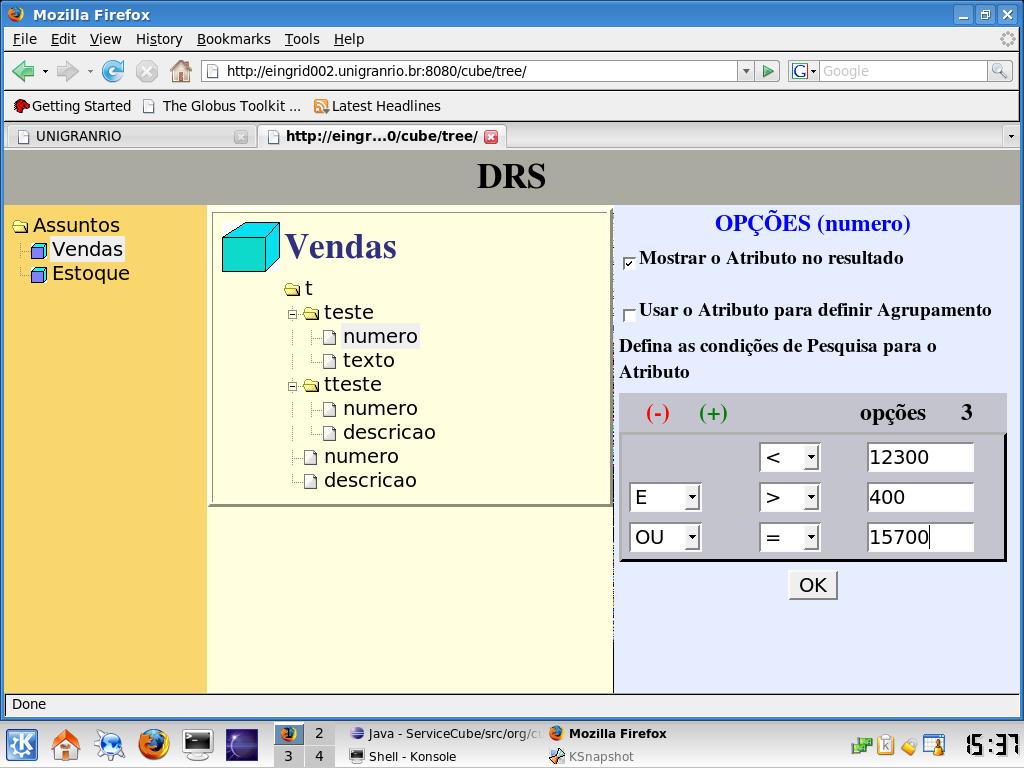 Mozilla Firefox
File Edit View History Bookmarks Tools Help
http://eingrid002.unigranrio.br:8080/cube/tree/
G Google
Getting Started The Globus Toolkit ... Latest Headlines
UNIGRANRIO http://eingr...0/cube/tree/
DRS
Assuntos
Vendas
Estoque
Vendas
t
teste
numero
texto
tteste
numero
descricao
numero
descricao
OPÇÕES (numero)
Mostrar o Atributo no resultado
Usar o Atributo para definir Agrupamento
Defina as condições de Pesquisa para o
Atributo
(-) (+) opções 3
< 12300
E > 400
OU = 15700
OK
Done
2 Java - ServiceCube/src/org/cu Mozilla Firefox
3 4 Shell - Konsole KSnapshot
15:37